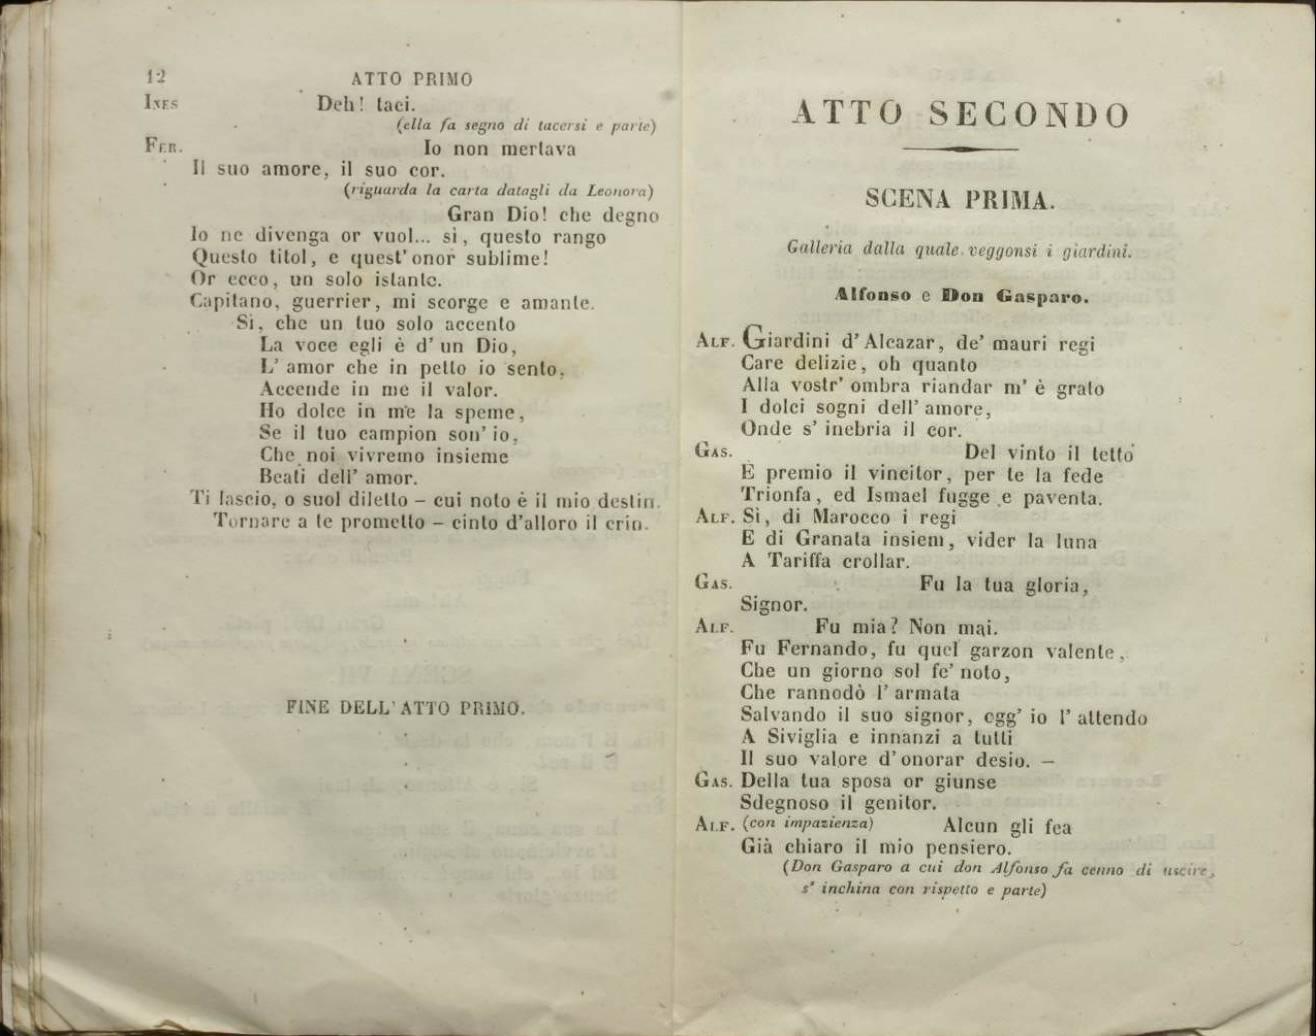 12
ATTO PRIMO
INES Deh! taci.
(ella fa segno di tacersi e parte)
FER. Io non mertava
Il suo amore, il suo cor.
(riguarda la carta datagli da Leonora)
Gran Dio! che degno
Io ne divenga or vuol... sì, questo rango
Questo titol, e quest' onor sublime!
Or ecco, un solo istante.
Capitano, guerrier, mi scorge e amante.
Si, che un tuo solo accento
La voce egli è d' un Dio,
L' amor che in petto io sento,
Accende in me il valor.
Ho dolce in me la speme,
Se il tuo campion son' io,
Che noi vivremo insieme
Beati dell' amor.
Ti lascio, o suol diletto – cui noto è il mio destin.
Tornare a te prometto – cinto d'alloro il crin.
FINE DELL' ATTO PRIMO.
ATTO SECONDO
SCENA PRIMA.
Galleria dalla quale veggonsi i giardini.
Alfonso e Don Gasparo.
ALF. Giardini d' Alcazar, de' mauri regi
Care delizie, oh quanto
Alla vostr' ombra riandar m' è grato
I dolci sogni dell' amore,
Onde s' inebria il cor.
GAS. Del vinto il tetto
È premio il vincitor, per te la fede
Trionfa, ed Ismael fugge e paventa.
ALF. Sì, di Marocco i regi
E di Granata insiem, vider la luna
A Tariffa crollar.
GAS. Fu la tua gloria,
Signor.
ALF. Fu mia? Non mai.
Fu Fernando, fu quel garzon valente,
Che un giorno sol fe' noto,
Che rannodò l' armata
Salvando il suo signor, ogg' io l' attendo
A Siviglia e innanzi a tutti
Il suo valore d' onorar desio. –
GAS. Della tua sposa or giunse
Sdegnoso il genitor.
ALF. (con impazienza) Alcun gli fea
Già chiaro il mio pensiero.
(Don Gasparo a cui don Alfonso fa cenno di uscire,
s' inchina con rispetto e parte)